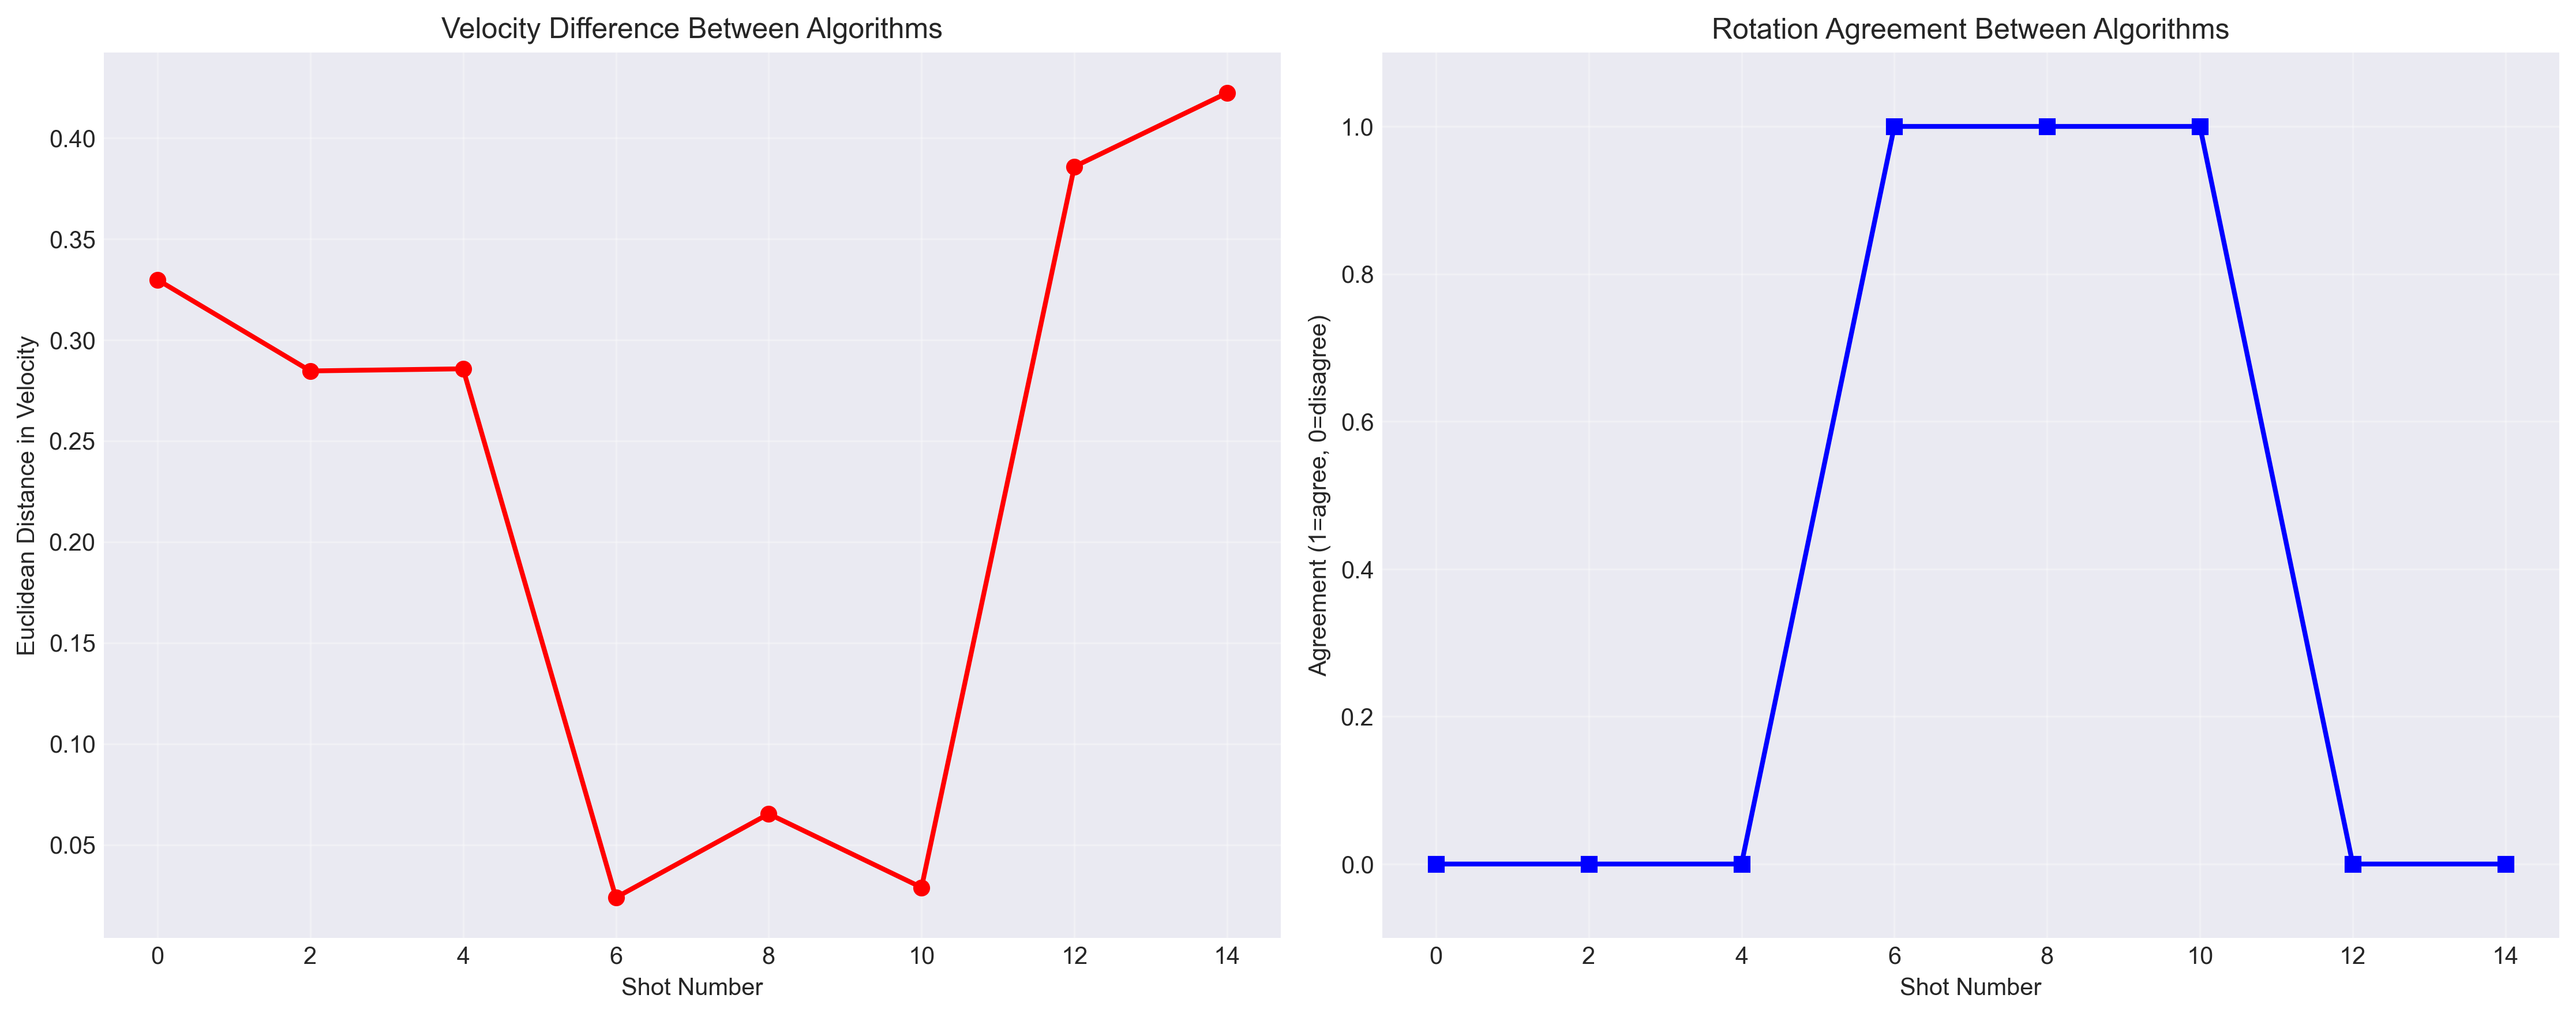 Velocity Difference Between Algorithms
Euclidean Distance in Velocity
0.40
0.35
0.30
0.25
0.20
0.15
0.10
0.05
0 2 4 6 8 10 12 14
Shot Number
Rotation Agreement Between Algorithms
Agreement (1=agree, 0=disagree)
1.0
0.8
0.6
0.4
0.2
0.0
0 2 4 6 8 10 12 14
Shot Number